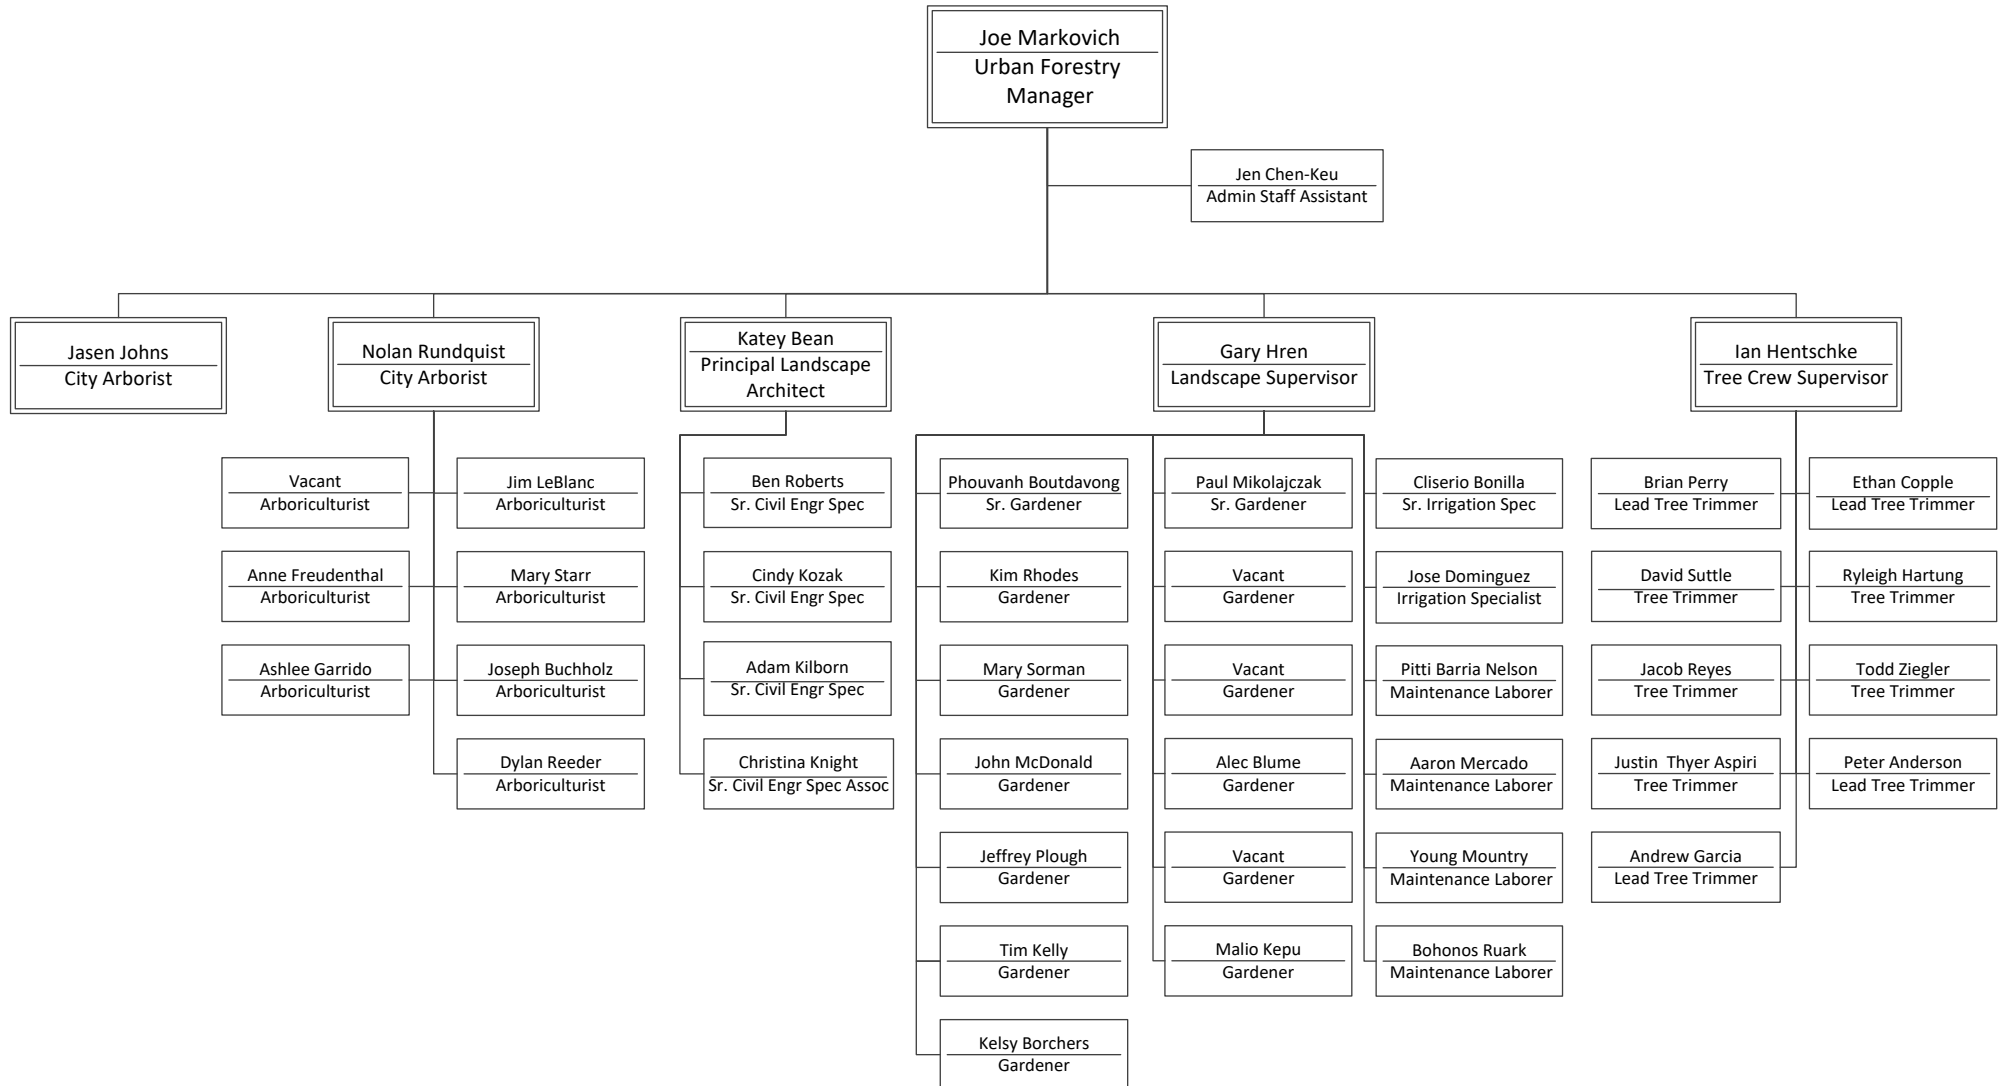 Joe Markovich
Urban Forestry
Manager
Jen Chen-Keu
Admin Staff Assistant
Jasen Johns
City Arborist
Nolan Rundquist
City Arborist
Katey Bean
Principal Landscape
Architect
Gary Hren
Landscape Supervisor
Ian Hentschke
Tree Crew Supervisor
Vacant
Arboriculturist
Jim LeBlanc
Arboriculturist
Anne Freudenthal
Arboriculturist
Mary Starr
Arboriculturist
Ashlee Garrido
Arboriculturist
Joseph Buchholz
Arboriculturist
Dylan Reeder
Arboriculturist
Ben Roberts
Sr. Civil Engr Spec
Cindy Kozak
Sr. Civil Engr Spec
Adam Kilborn
Sr. Civil Engr Spec
Christina Knight
Sr. Civil Engr Spec Assoc
Phouvanh Boutdavong
Sr. Gardener
Kim Rhodes
Gardener
Mary Sorman
Gardener
John McDonald
Gardener
Jeffrey Plough
Gardener
Tim Kelly
Gardener
Kelsy Borchers
Gardener
Paul Mikolajczak
Sr. Gardener
Vacant
Gardener
Vacant
Gardener
Alec Blume
Gardener
Vacant
Gardener
Malio Kepu
Gardener
Cliserio Bonilla
Sr. Irrigation Spec
Jose Dominguez
Irrigation Specialist
Pitti Barria Nelson
Maintenance Laborer
Aaron Mercado
Maintenance Laborer
Young Mountry
Maintenance Laborer
Bohonos Ruark
Maintenance Laborer
Brian Perry
Lead Tree Trimmer
Ethan Copple
Lead Tree Trimmer
David Suttle
Tree Trimmer
Ryleigh Hartung
Tree Trimmer
Jacob Reyes
Tree Trimmer
Todd Ziegler
Tree Trimmer
Justin  Thyer Aspiri
Tree Trimmer
Peter Anderson
Lead Tree Trimmer
Andrew Garcia
Lead Tree Trimmer